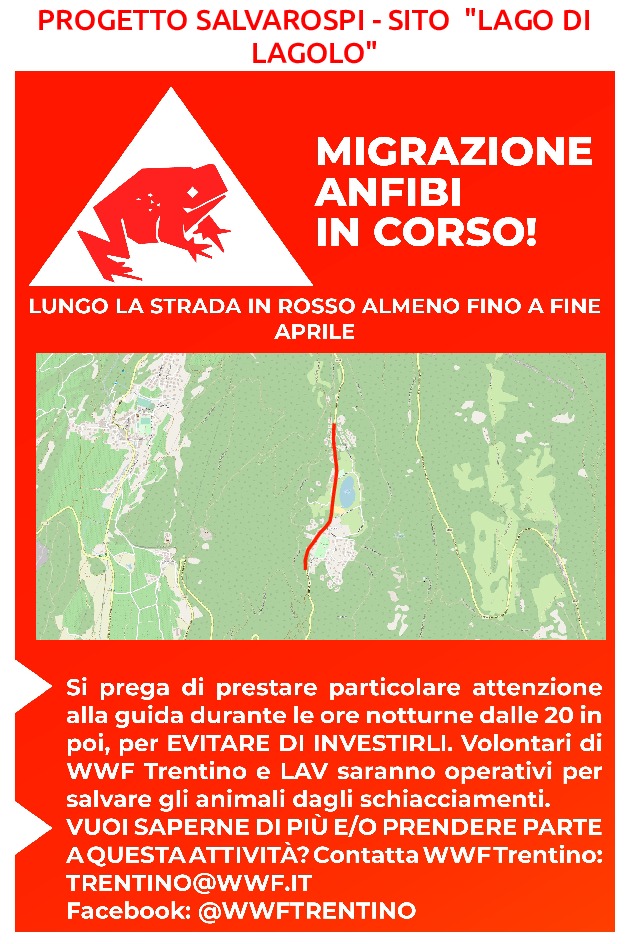 PROGETTO SALVAROSPI - SITO "LAGO DI
LAGOLO"
MIGRAZIONE
ANFIBI
IN CORSO!
LUNGO LA STRADA IN ROSSO ALMENO FINO A FINE
APRILE
Si prega di prestare particolare attenzione
alla guida durante le ore notturne dalle 20 in
poi, per EVITARE DI INVESTIRLI. Volontari di
WWF Trentino e LAV saranno operativi per
salvare gli animali dagli schiacciamenti.
VUOI SAPERNE DI PIÙ E/O PRENDERE PARTE
A QUESTA ATTIVITÀ? Contatta WWF Trentino:
TRENTINO@WWF.IT
Facebook: @WWFTRENTINO